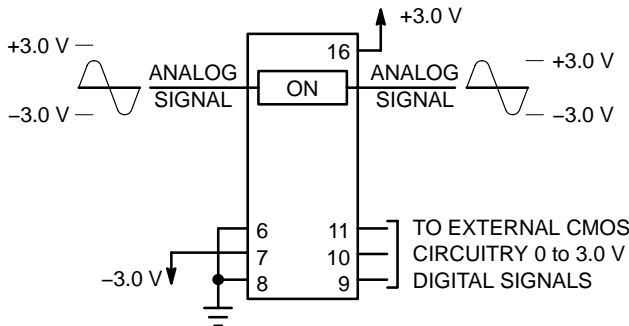 +3.0 V
16
+3.0 V
−3.0 V
ANALOG
SIGNAL
ON
ANALOG
SIGNAL
+3.0 V
−3.0 V
6
7
8
−3.0 V
11
10
9
TO EXTERNAL CMOS
CIRCUITRY 0 to 3.0 V
DIGITAL SIGNALS